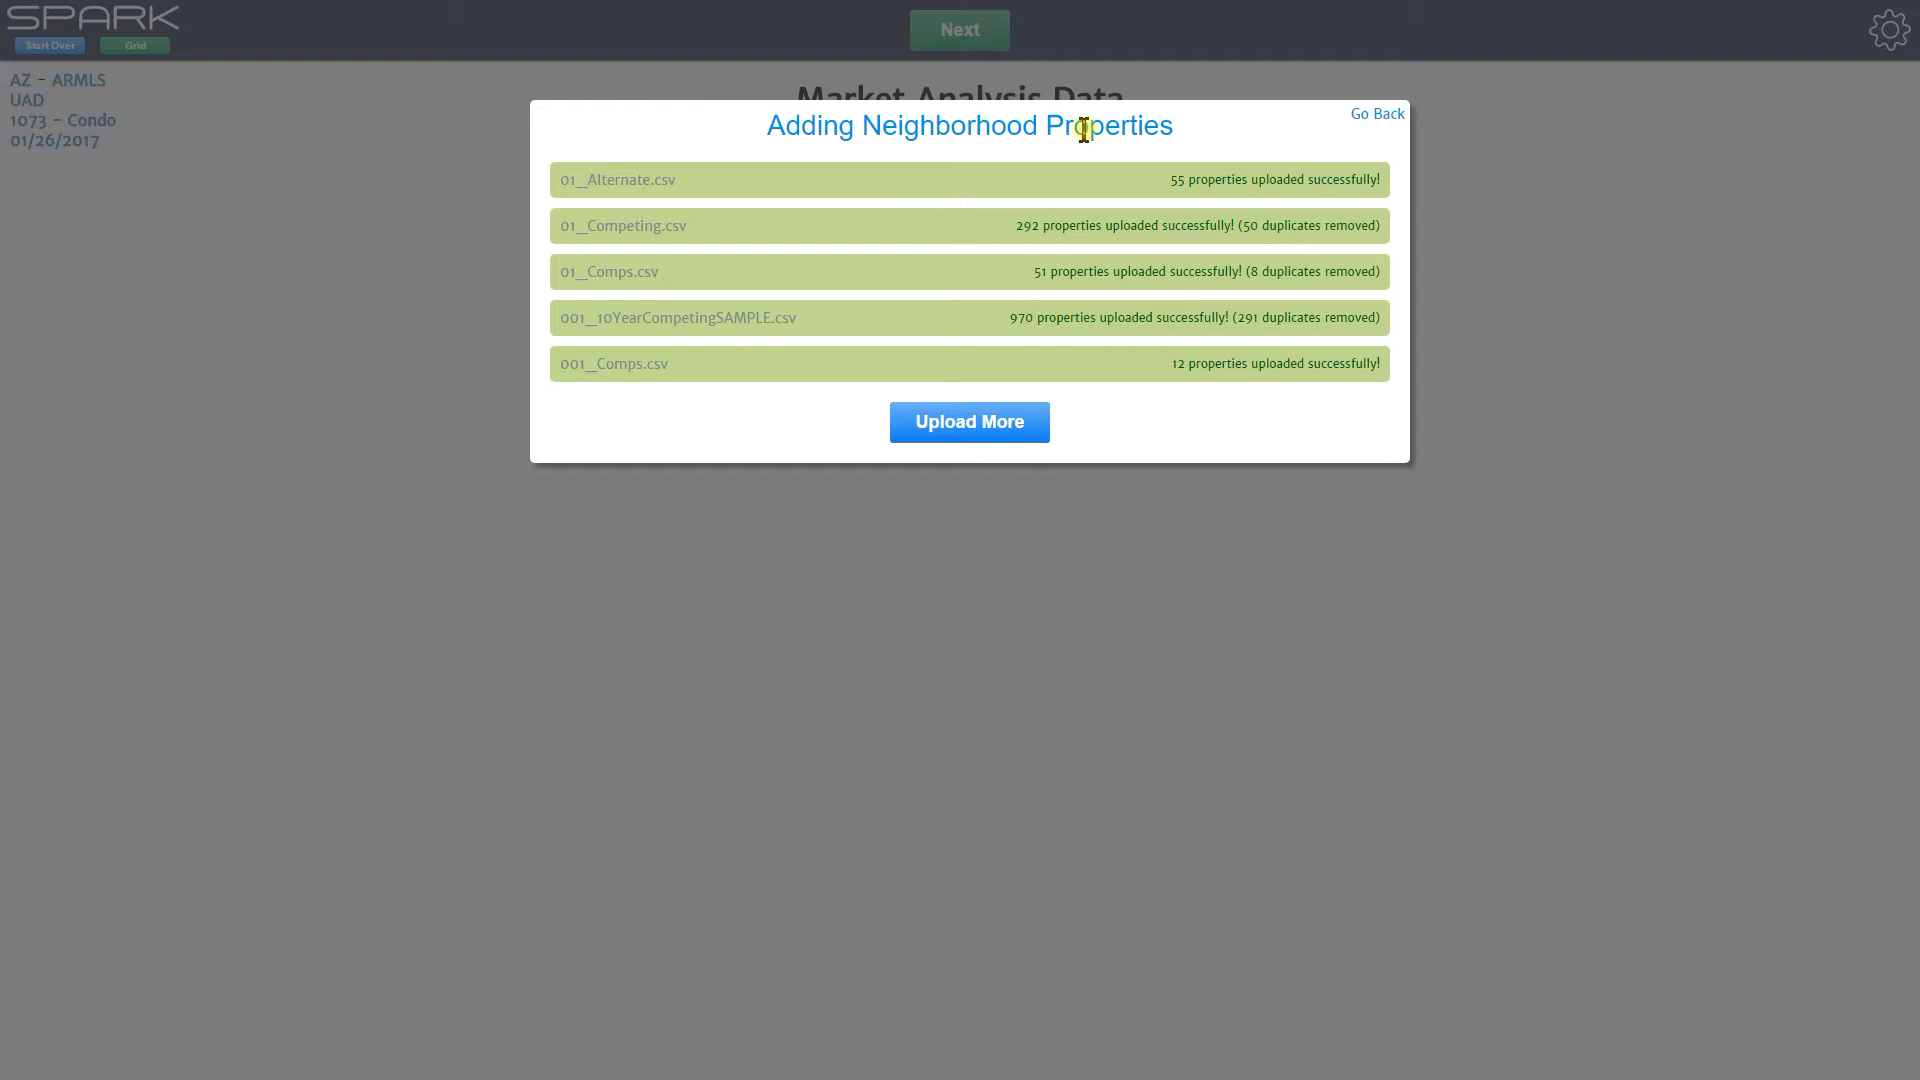 SPARK
Start Over
Grid
Next
AZ - ARMLS
UAD
1073 - Condo
01/26/2017
Market Analysis Data
Go Back
Adding Neighborhood Properties
01_Alternate.csv 55 properties uploaded successfully!
01_Competing.csv 292 properties uploaded successfully! (50 duplicates removed)
01_Comps.csv 51 properties uploaded successfully! (8 duplicates removed)
001_10YearCompetingSAMPLE.csv 970 properties uploaded successfully! (291 duplicates removed)
001_Comps.csv 12 properties uploaded successfully!
Upload More